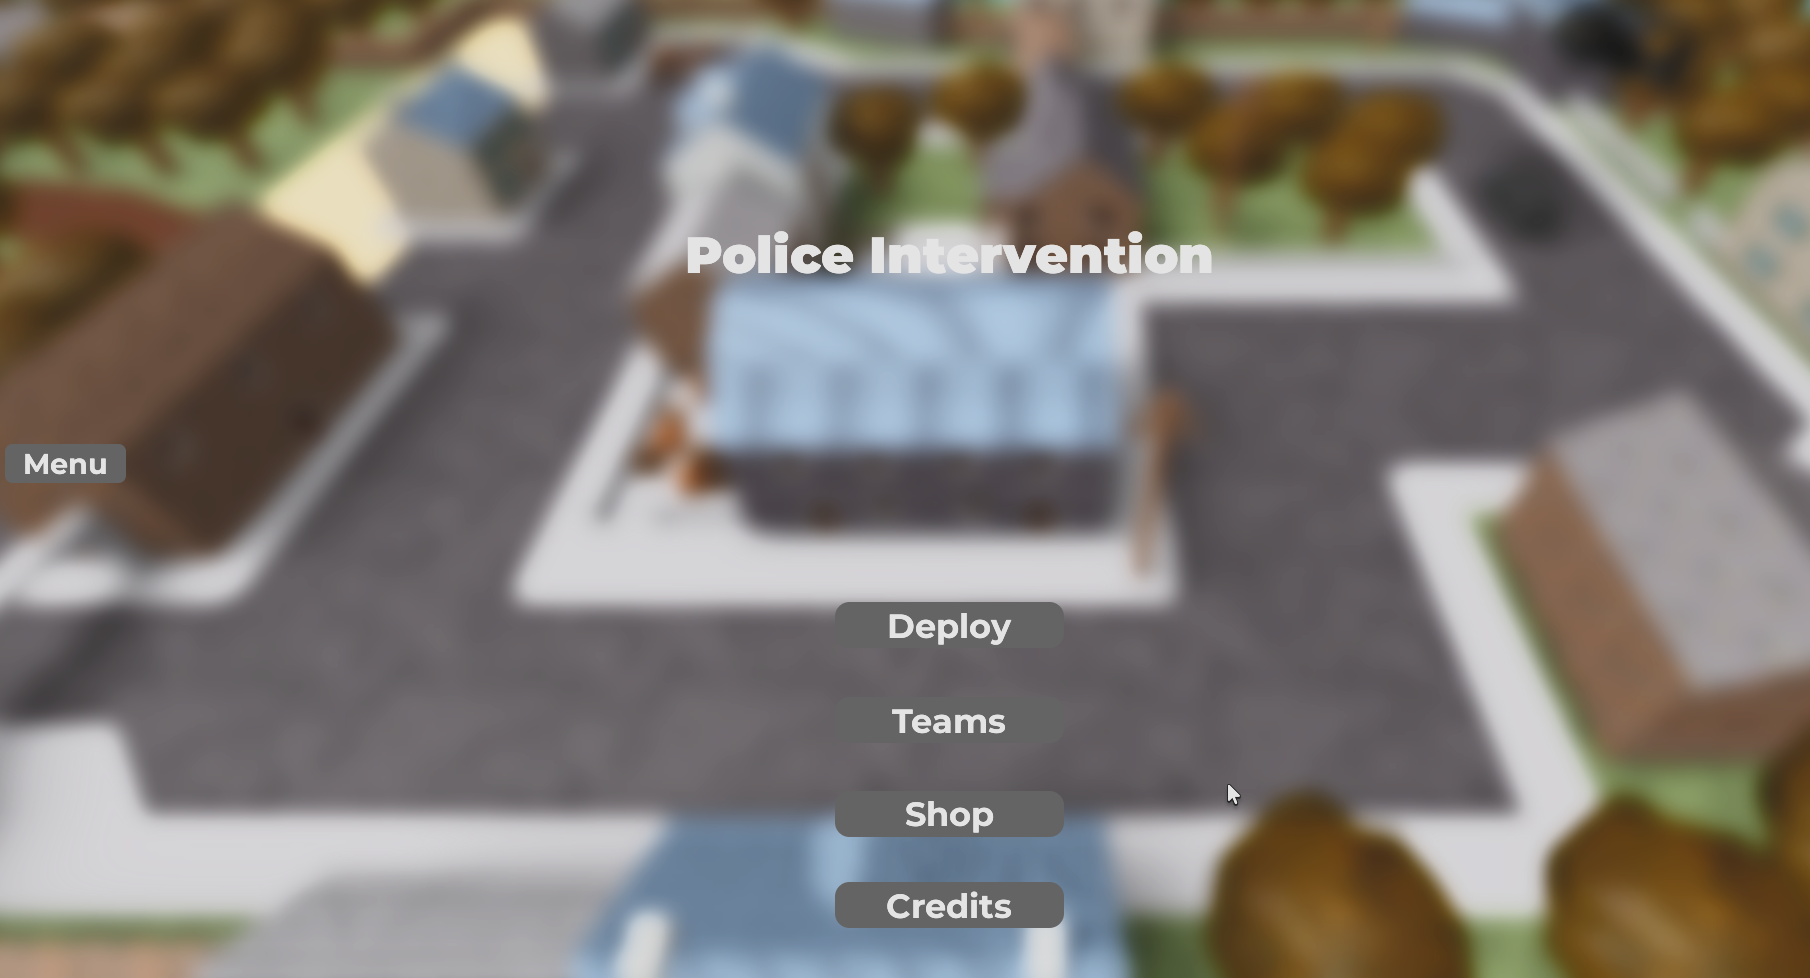 Police Intervention
Menu
Deploy
Teams
Shop
Credits